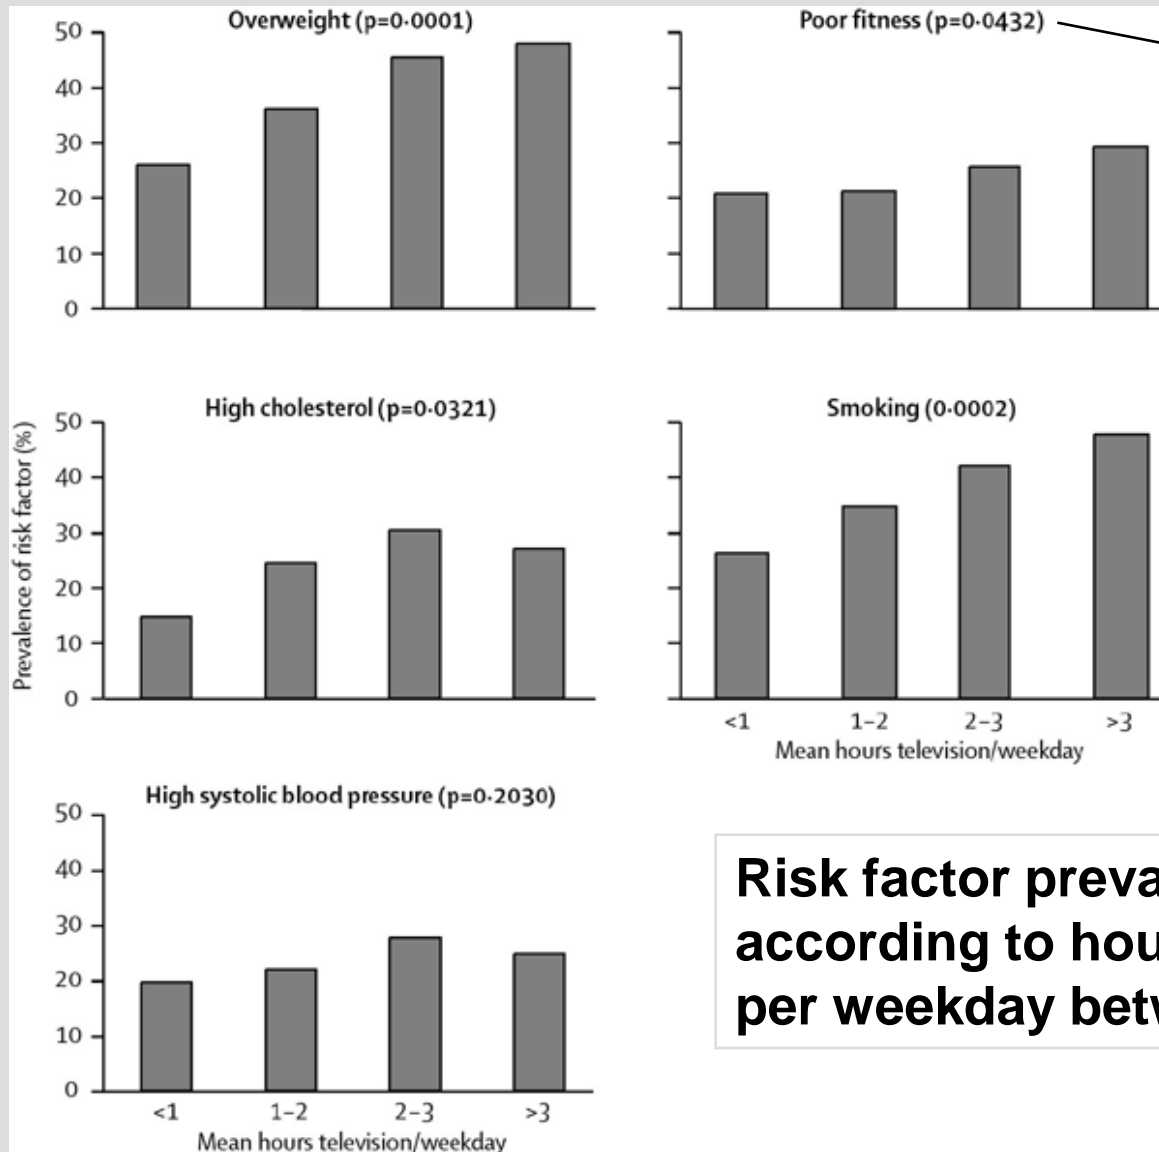 Overweight (p=0·0001)
50
40
30
20
10
0
Poor fitness (p=0·0432)
Prevalence of risk factor (%)
High cholesterol (p=0·0321)
50
40
30
20
10
0
Smoking (0·0002)
<1 1–2 2–3 >3
Mean hours television/weekday
High systolic blood pressure (p=0·2030)
50
40
30
20
10
0
<1 1–2 2–3 >3
Mean hours television/weekday
Risk factor preva
according to hou
per weekday betw